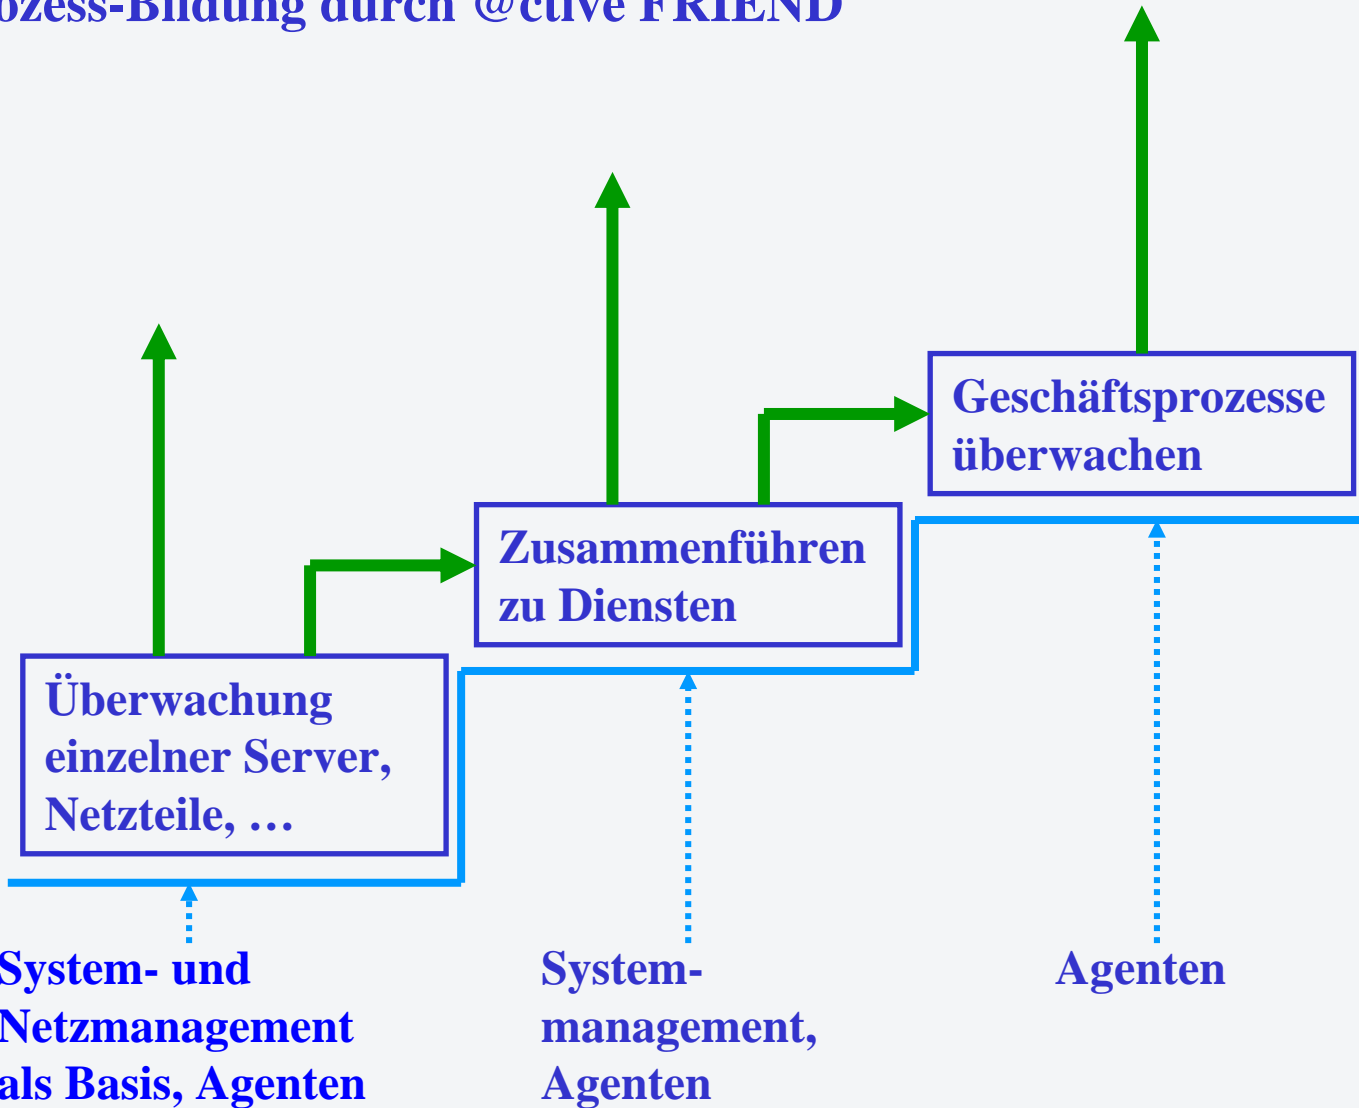 ozess-Bildung durch @ctive FRIEND
Geschäftsprozesse
überwachen
Zusammenführen
zu Diensten
Überwachung
einzelner Server,
Netzteile, …
System- und
Netzmanagement
als Basis, Agenten
System-
management,
Agenten
Agenten